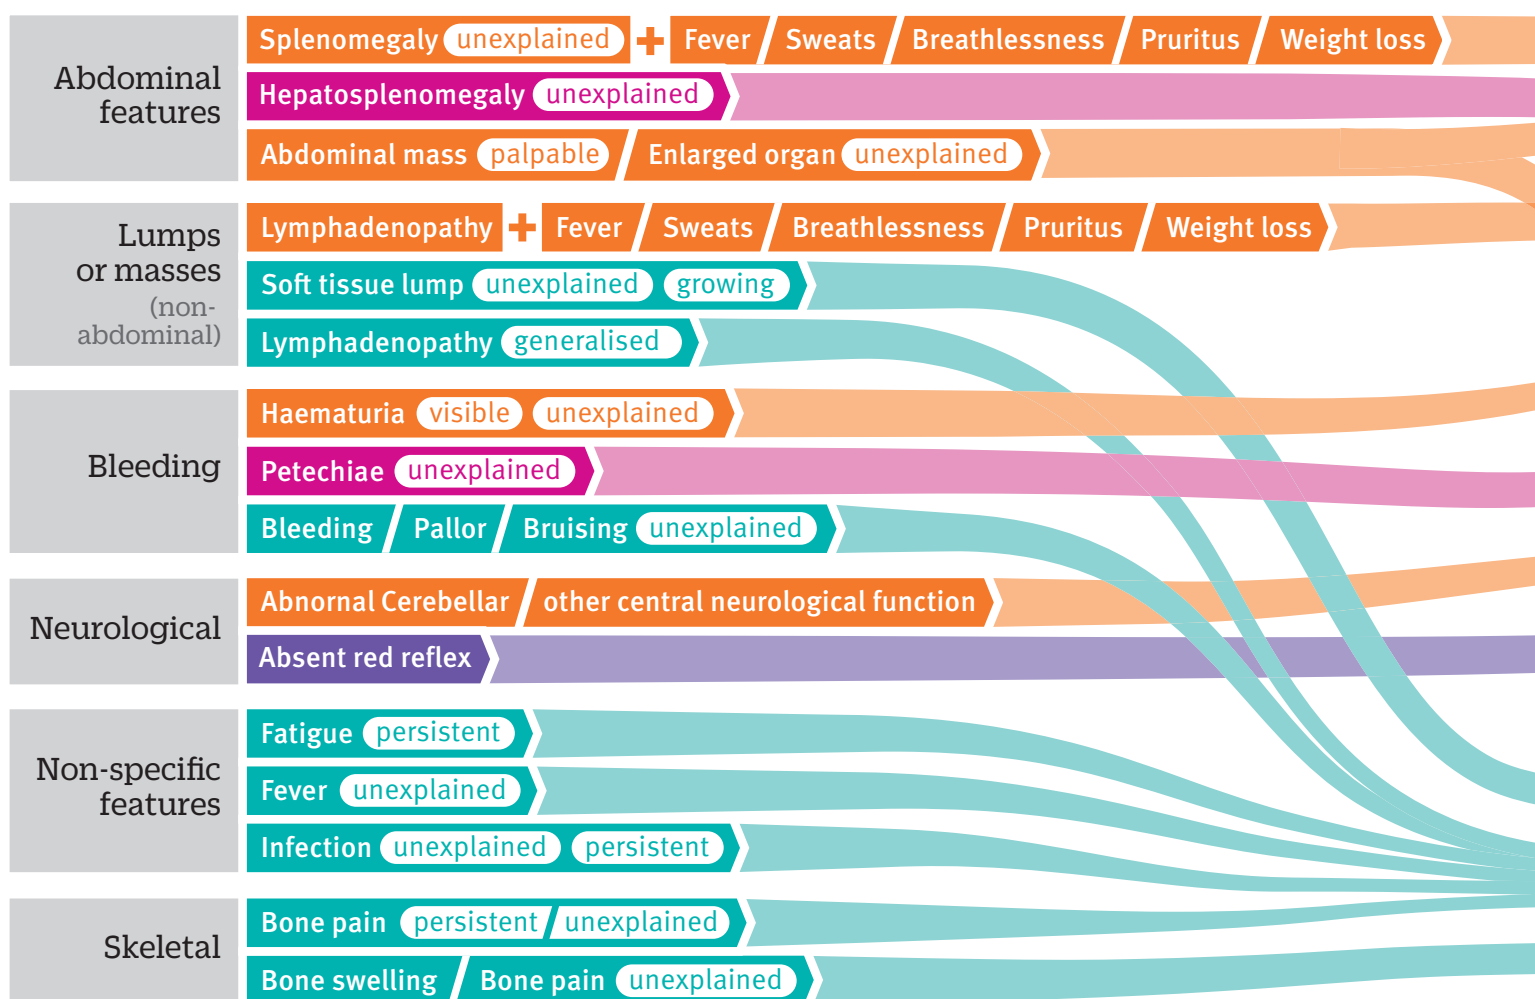 Abdominal
features
Splenomegaly unexplained + Fever / Sweats / Breathlessness / Pruritus / Weight loss
Hepatosplenomegaly unexplained
Abdominal mass palpable / Enlarged organ unexplained
Lumps
or masses
(non-
abdominal)
Lymphadenopathy + Fever / Sweats / Breathlessness / Pruritus / Weight loss
Soft tissue lump unexplained growing
Lymphadenopathy generalised
Bleeding
Haematuria visible unexplained
Petechiae unexplained
Bleeding / Pallor / Bruising unexplained
Neurological
Abnornal Cerebellar / other central neurological function
Absent red reflex
Non-specific
features
Fatigue persistent
Fever unexplained
Infection unexplained persistent
Skeletal
Bone pain persistent / unexplained
Bone swelling / Bone pain unexplained